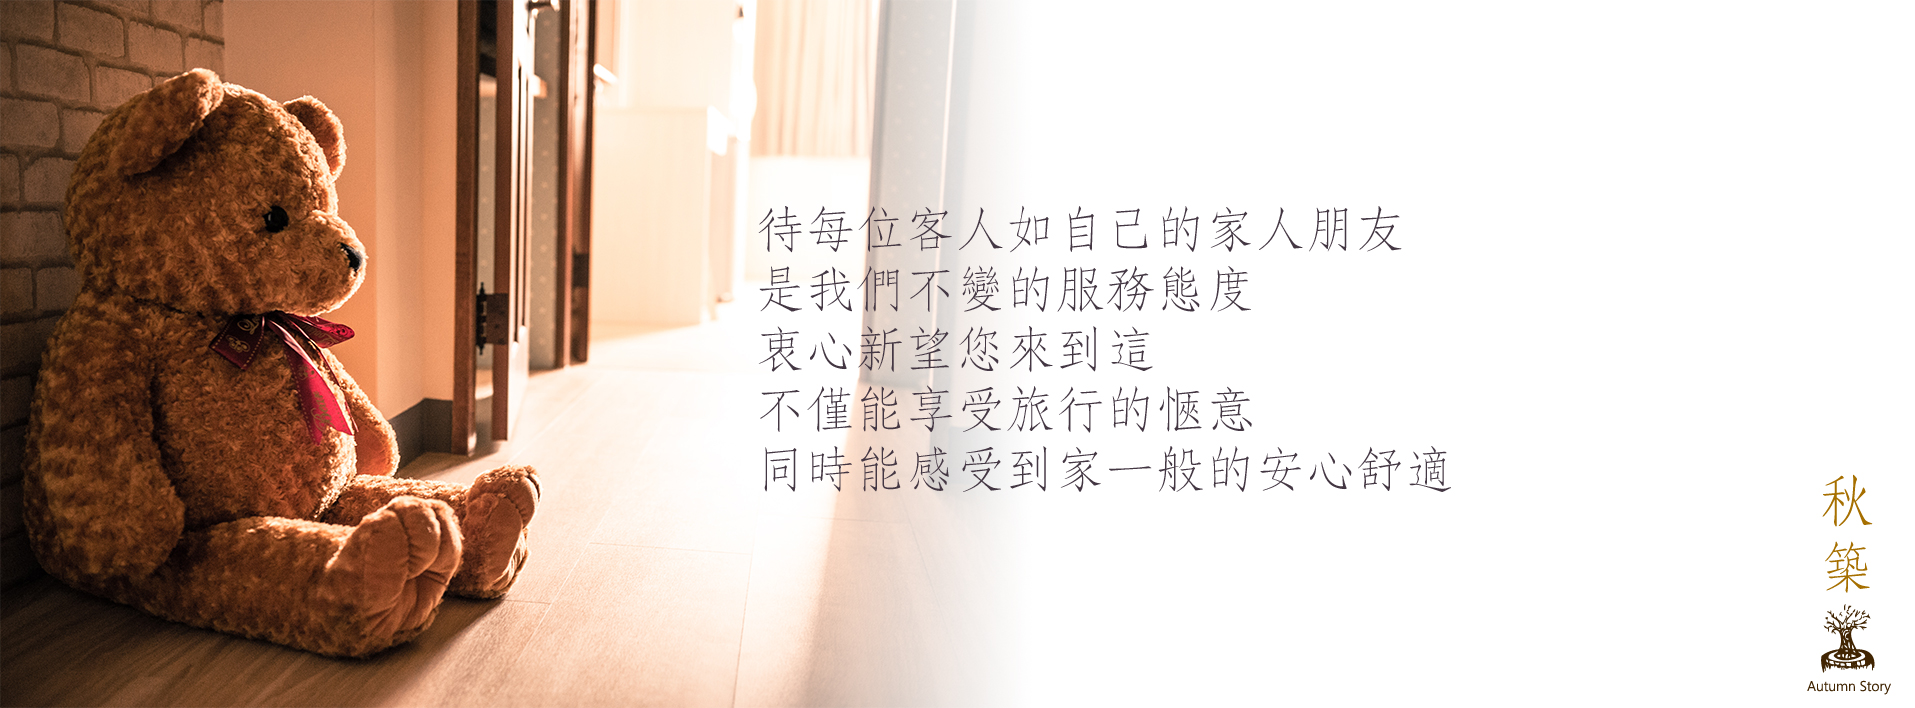 待每位客人如自己的家人朋友
是我們不變的服務態度
衷心新望您來到這
不僅能享受旅行的愜意
同時能感受到家一般的安心舒適
秋築
Autumn Story